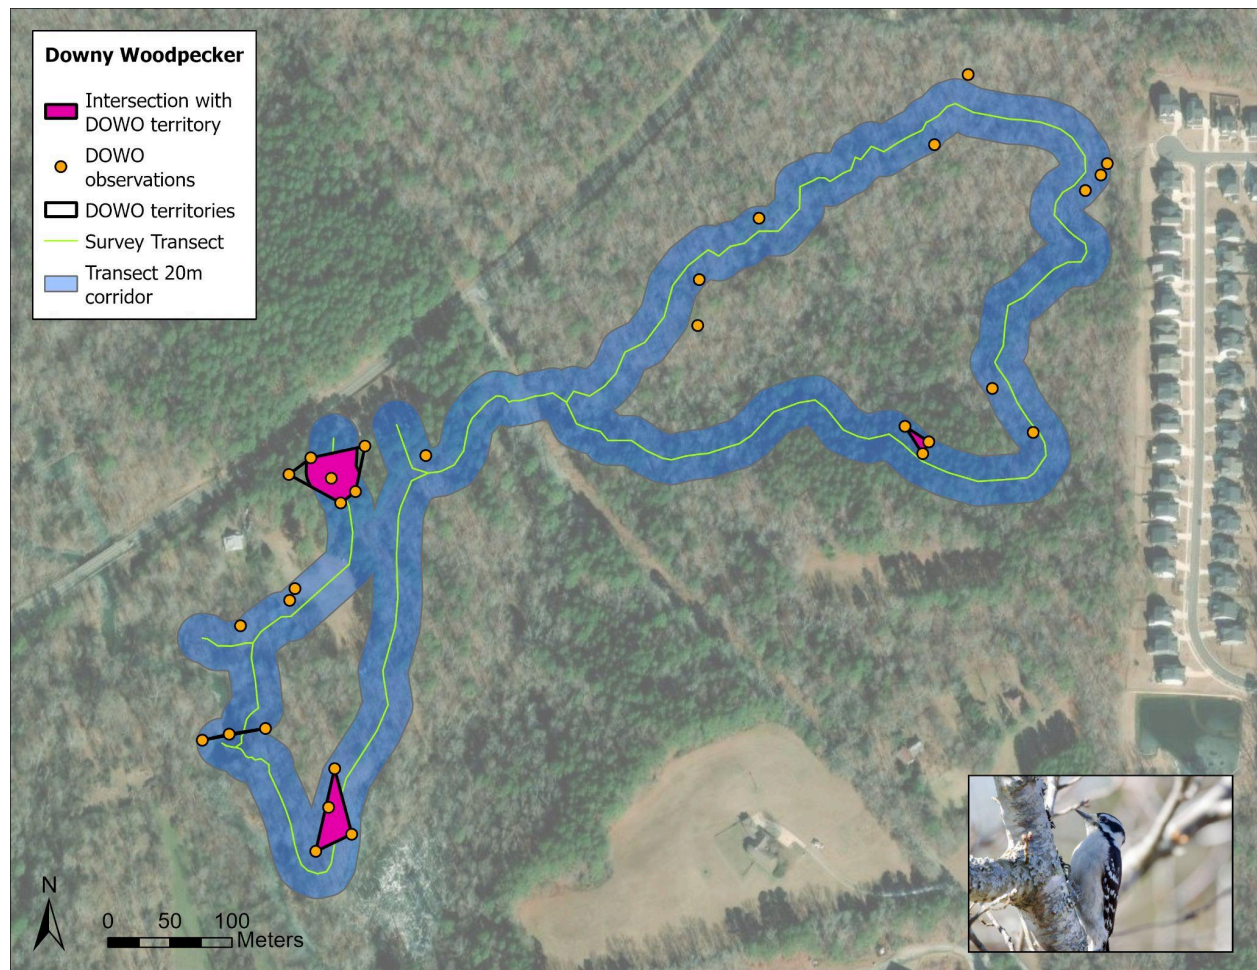 Downy Woodpecker
Intersection with
DOWO territory
DOWO
observations
DOWO territories
Survey Transect
Transect 20m
corridor
N
0 50 100
Meters